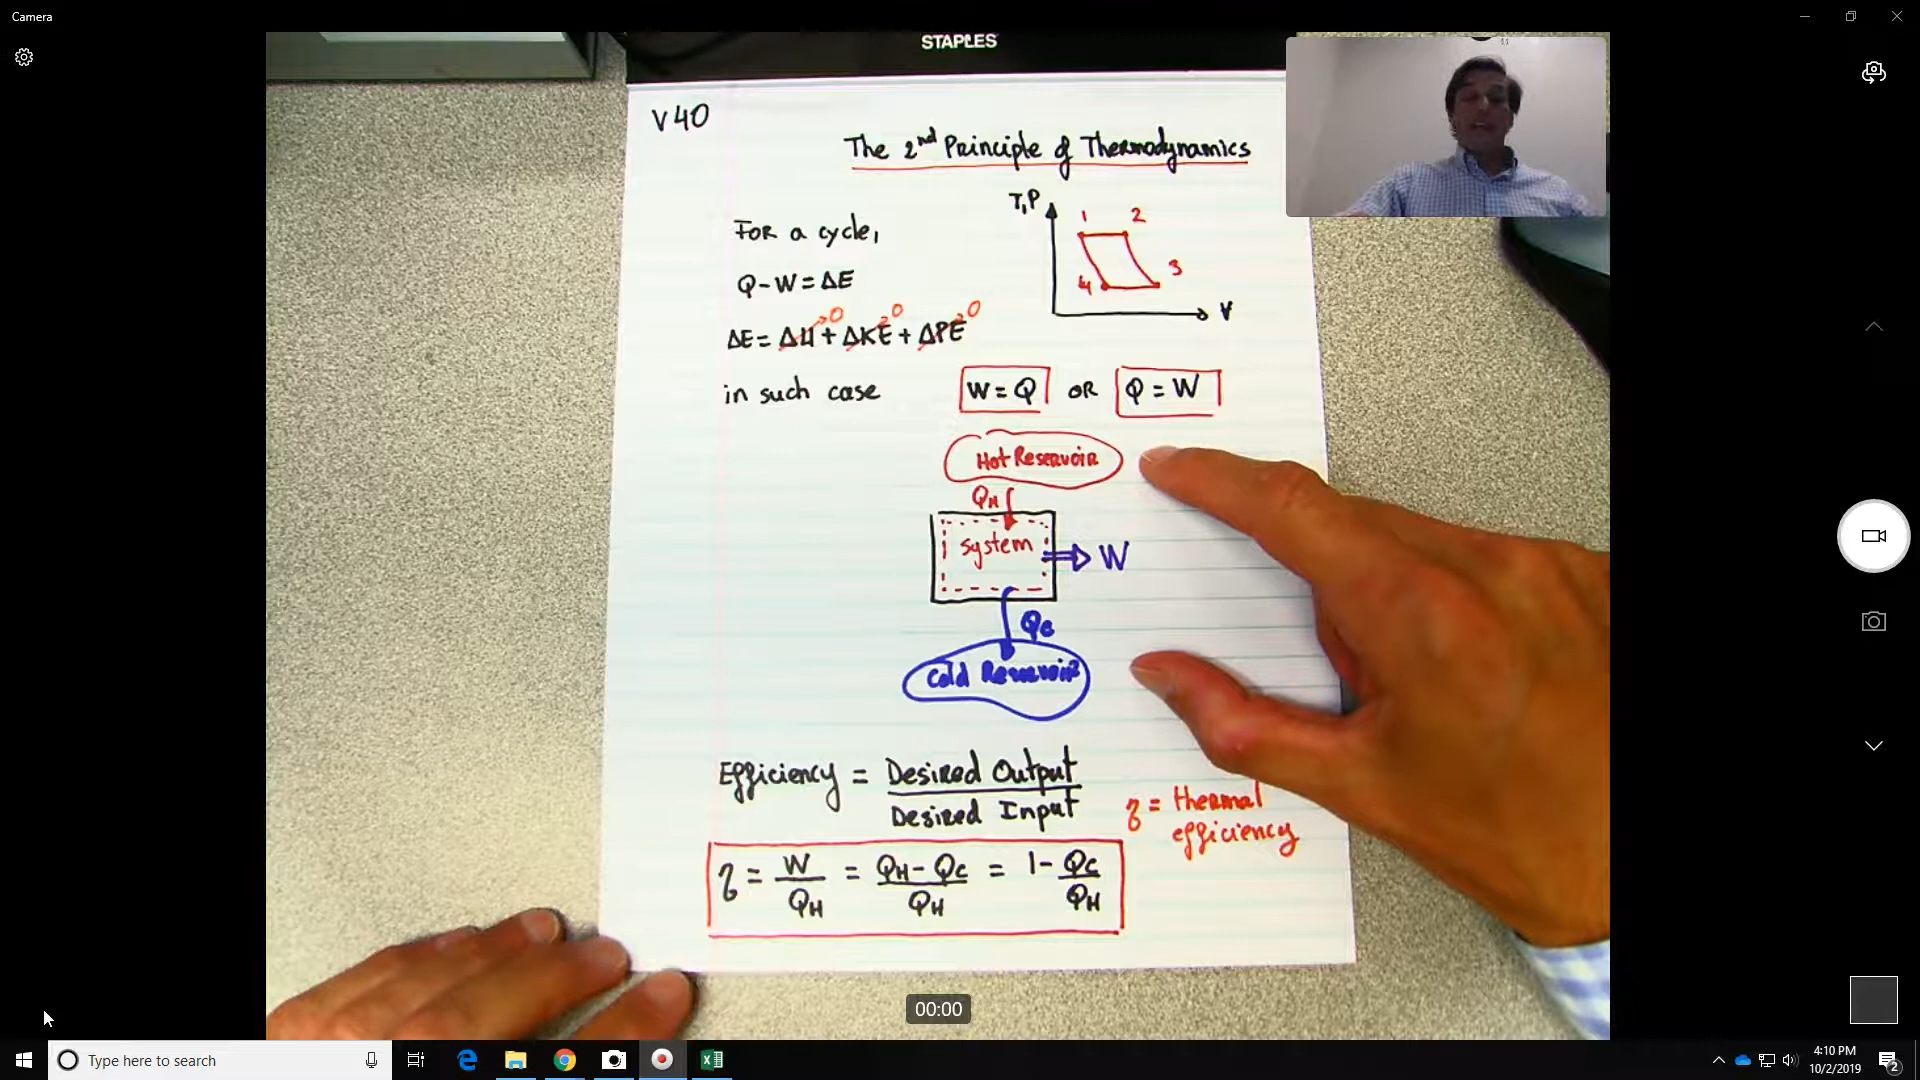 Camera
STAPLES
V40
The 2nd Principle of Thermodynamics
T,P
1 2
3
4
V
For a cycle,
Q-W = ΔE
ΔE = ΔU + ΔKE + ΔPE
0 0 0
in such case W = Q OR Q = W
Hot Reservoir
QH
System
W
Cold Reservoir
Efficiency = Desired Output
Desired Input
η = thermal
efficiency
η = W/QH = QH - QC/QH = 1 - QC/QH
00:00
Type here to search
4:10 PM
10/2/2019
2